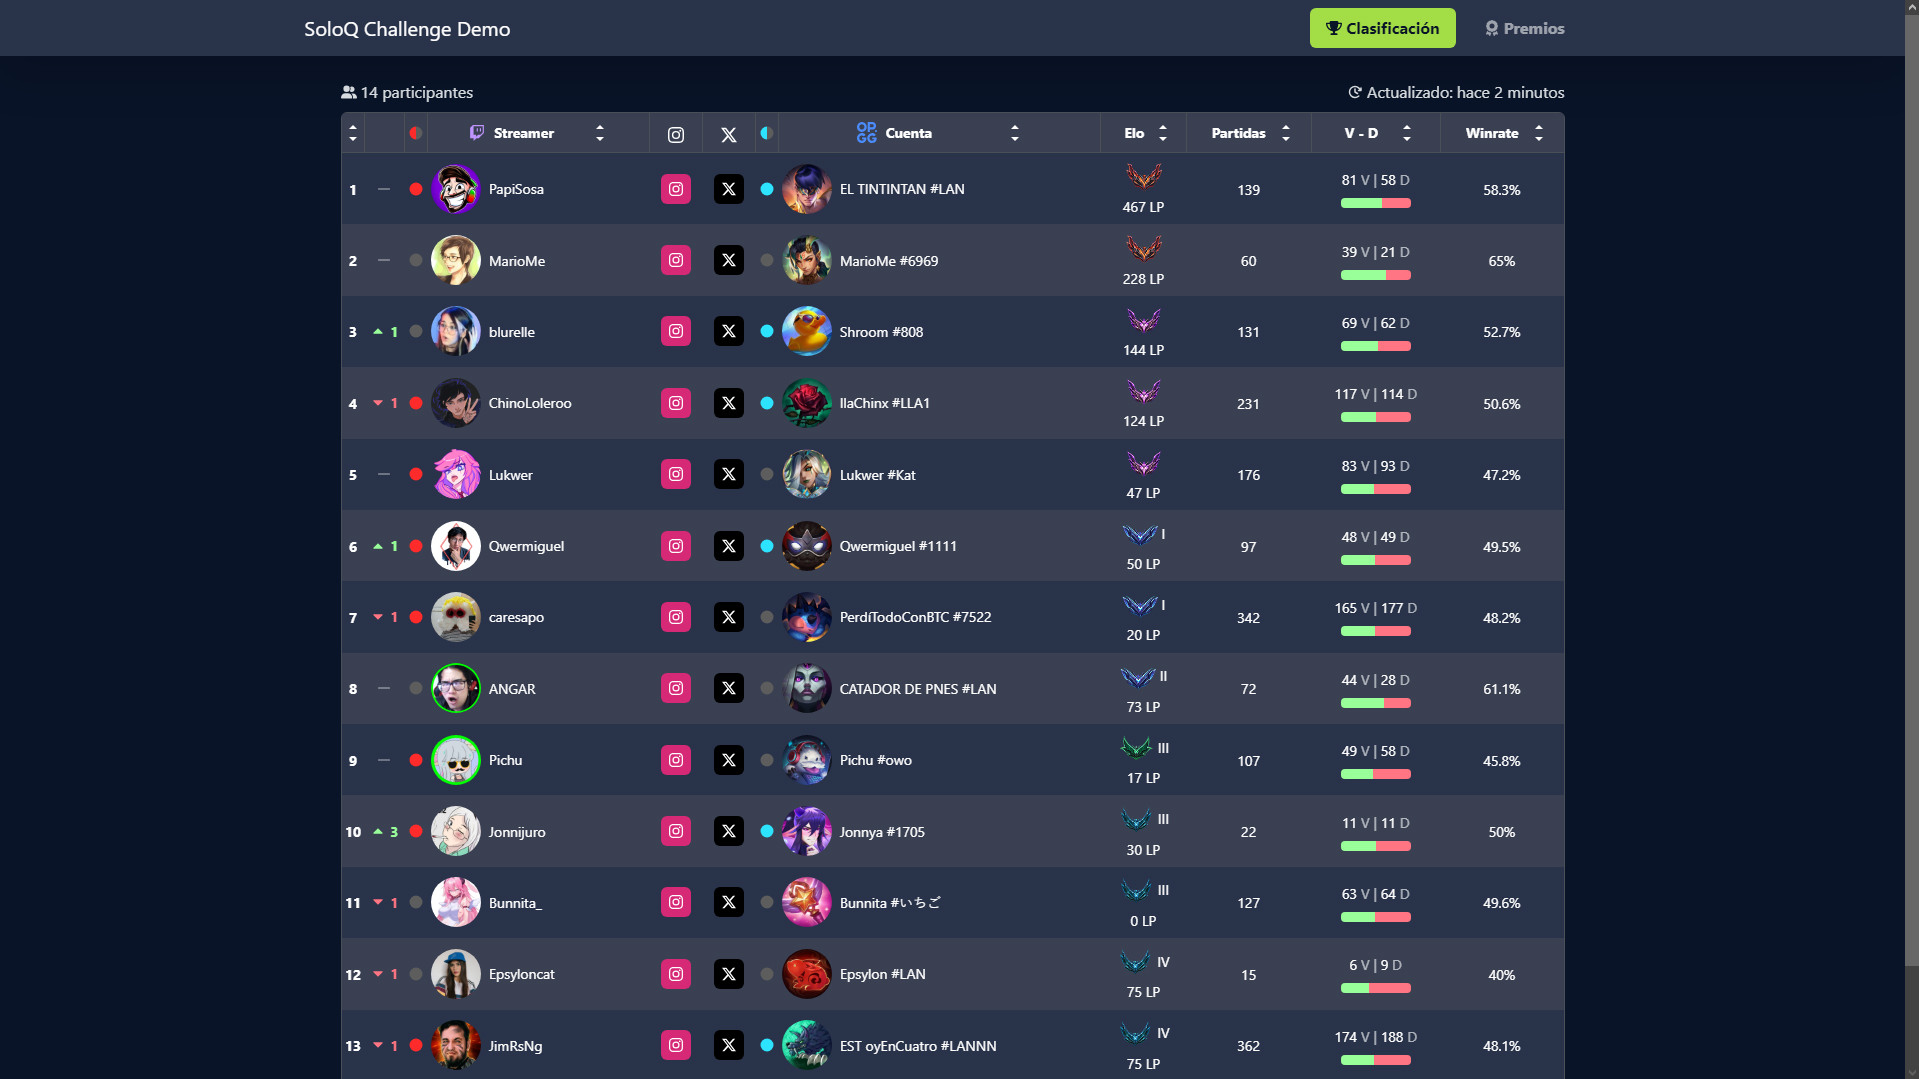 SoloQ Challenge Demo Clasificación Premios
14 participantes Actualizado: hace 2 minutos
Streamer OP.GG Cuenta Elo Partidas V - D Winrate
1 PapiSosa EL TINTINTAN #LAN 467 LP 139 81 V | 58 D 58.3%
2 MarioMe MarioMe #6969 228 LP 60 39 V | 21 D 65%
3 1 blurelle Shroom #808 144 LP 131 69 V | 62 D 52.7%
4 1 ChinoLoleroo IlaChinx #LLA1 124 LP 231 117 V | 114 D 50.6%
5 Lukwer Lukwer #Kat 47 LP 176 83 V | 93 D 47.2%
6 1 Qwermiguel Qwermiguel #1111 I 50 LP 97 48 V | 49 D 49.5%
7 1 caresapo PerdíTodoConBTC #7522 I 20 LP 342 165 V | 177 D 48.2%
8 ANGAR CATADOR DE PNES #LAN II 73 LP 72 44 V | 28 D 61.1%
9 Pichu Pichu #owo III 17 LP 107 49 V | 58 D 45.8%
10 3 Jonnijuro Jonnya #1705 III 30 LP 22 11 V | 11 D 50%
11 1 Bunnita_ Bunnita #いちご III 0 LP 127 63 V | 64 D 49.6%
12 1 Epsyloncat Epsylon #LAN IV 75 LP 15 6 V | 9 D 40%
13 1 JimRsNg EST oyEnCuatro #LANNN IV 75 LP 362 174 V | 188 D 48.1%